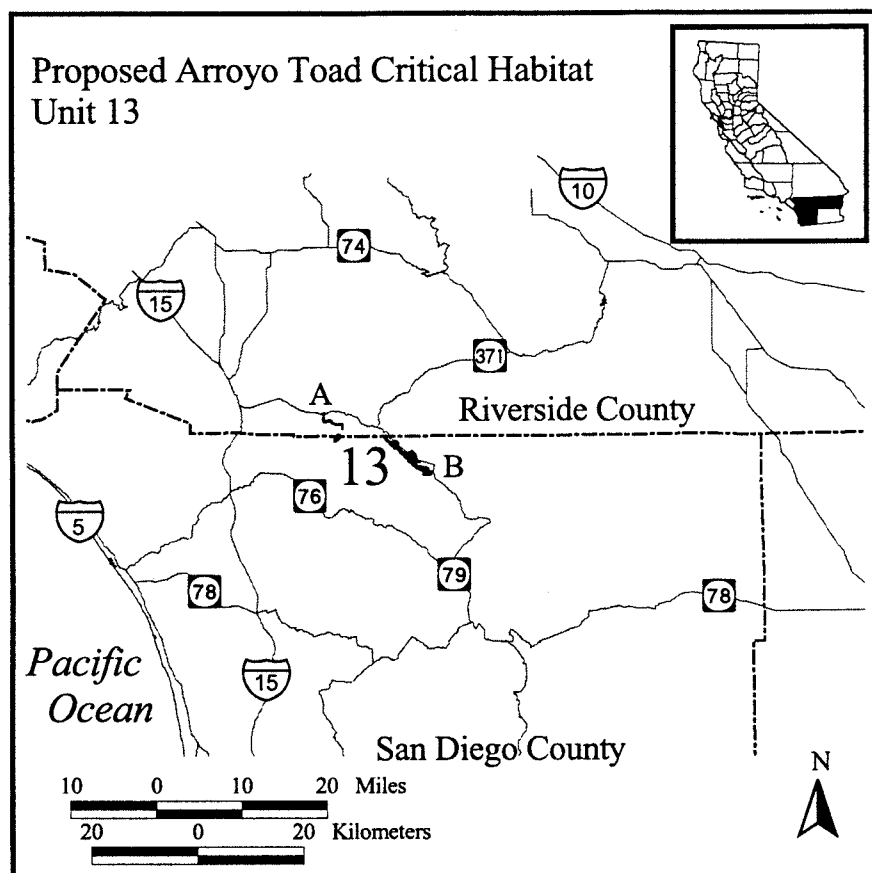 Proposed Arroyo Toad Critical Habitat
Unit 13
10
74
15
371
A
Riverside County
13
B
76
5
79
78
78
Pacific
Ocean
15
San Diego County
N
10 0 10 20 Miles
20 0 20 Kilometers